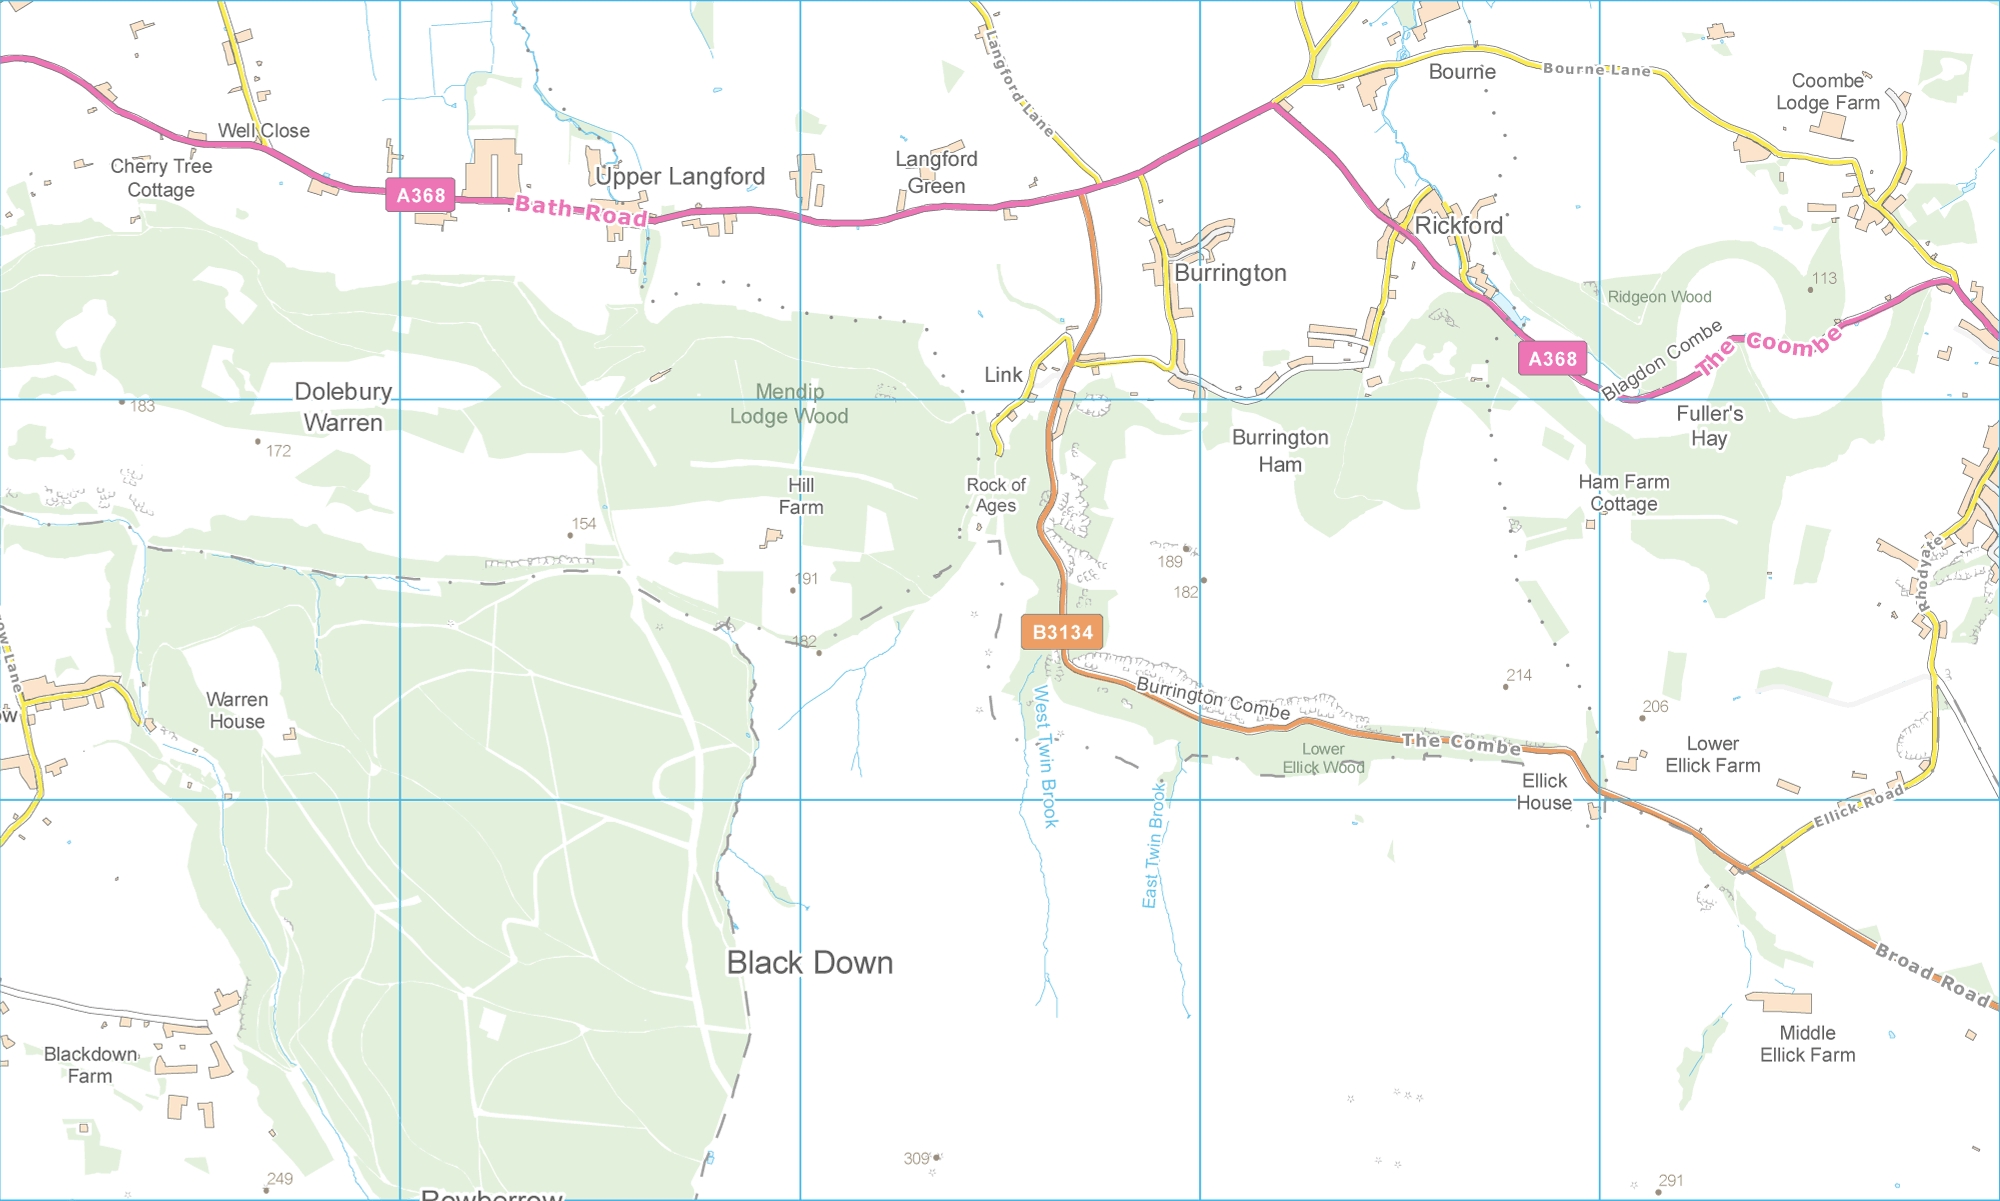 Langford Lane
Bourne
Bourne Lane
Coombe
Lodge Farm
Well Close
Cherry Tree
Cottage
A368
Bath Road
Upper Langford
Langford
Green
Rickford
Burrington
113
Ridgeon Wood
Link
A368
Blagdon Combe
The Coombe
Dolebury
Warren
183
172
Mendip
Lodge Wood
Fuller's
Hay
Burrington
Ham
Hill
Farm
Rock of
Ages
Ham Farm
Cottage
154
191
189
182
182
Rhodyate
B3134
ow Lane
ow
Warren
House
West Twin Brook
Burrington Combe
The Combe
Lower
Ellick Wood
214
206
Lower
Ellick Farm
Ellick
House
Ellick Road
East Twin Brook
Black Down
Broad Road
Middle
Ellick Farm
Blackdown
Farm
309
249
291
Rowberrow